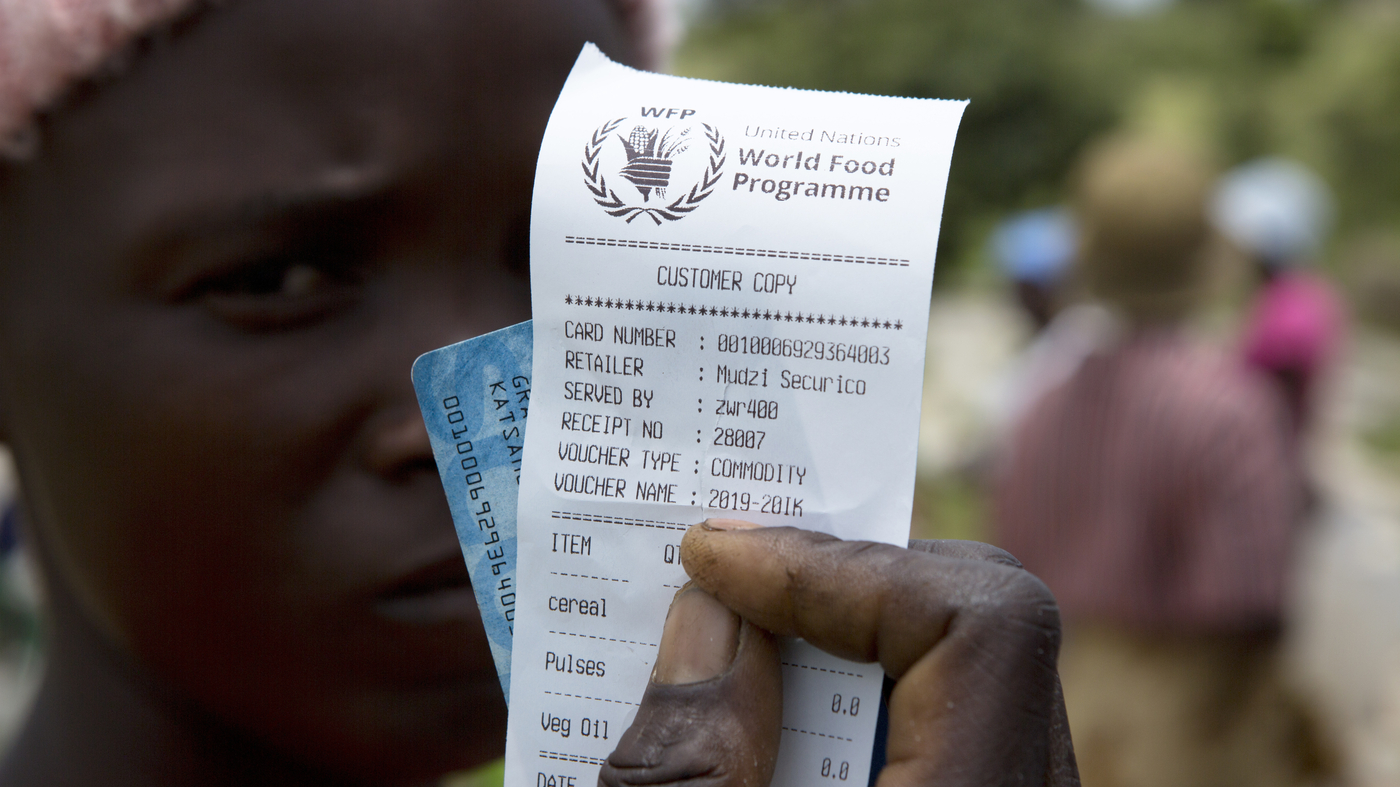 WFP
United Nations
World Food
Programme
==============================
CUSTOMER COPY
********************************
CARD NUMBER : 0010006929364003
RETAILER : Mudzi Securico
SERVED BY : zwr400
RECEIPT NO : 28007
VOUCHER TYPE : COMMODITY
VOUCHER NAME : 2019-20IK
ITEM
cereal
Pulses
0.0
Veg Oil
0.0
DATE